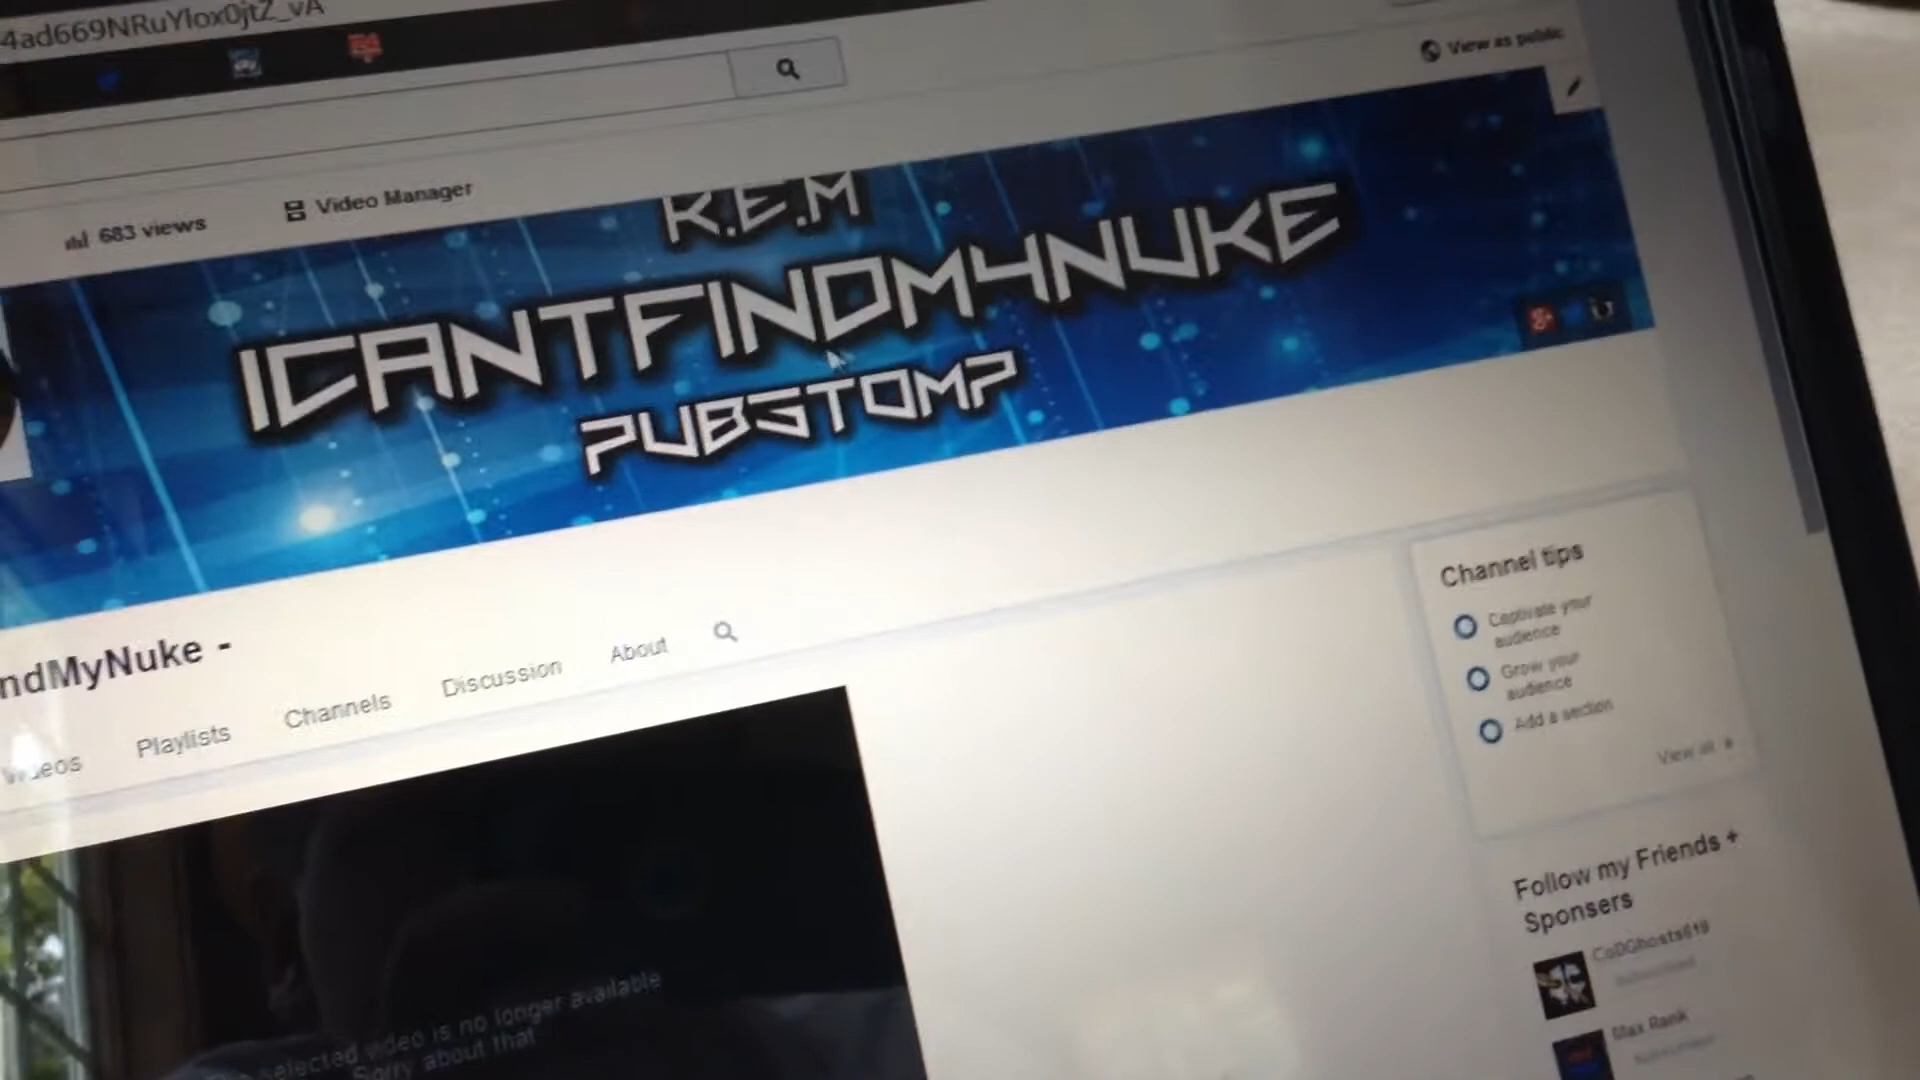 4ad669NRuYlox0jtZ_vA
View as public
683 views
Video Manager
R.E.M
ICANTFINDM4NUKE
PUBSTOMP
ndMyNuke -
Videos
Playlists
Channels
Discussion
About
Channel tips
Captivate your
audience
Grow your
audience
Add a section
View all
Follow my Friends +
Sponsers
CoDGhosts619
Max Rank
selected video is no longer available
Sorry about that